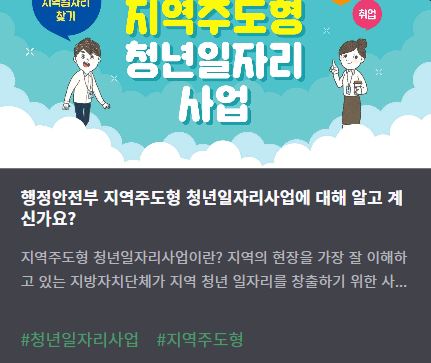 지역일자리
찾기
취업
지역주도형
청년일자리
사업
행정안전부 지역주도형 청년일자리사업에 대해 알고 계
신가요?
지역주도형 청년일자리사업이란? 지역의 현장을 가장 잘 이해하
고 있는 지방자치단체가 지역 청년 일자리를 창출하기 위한 사...
#청년일자리사업 #지역주도형